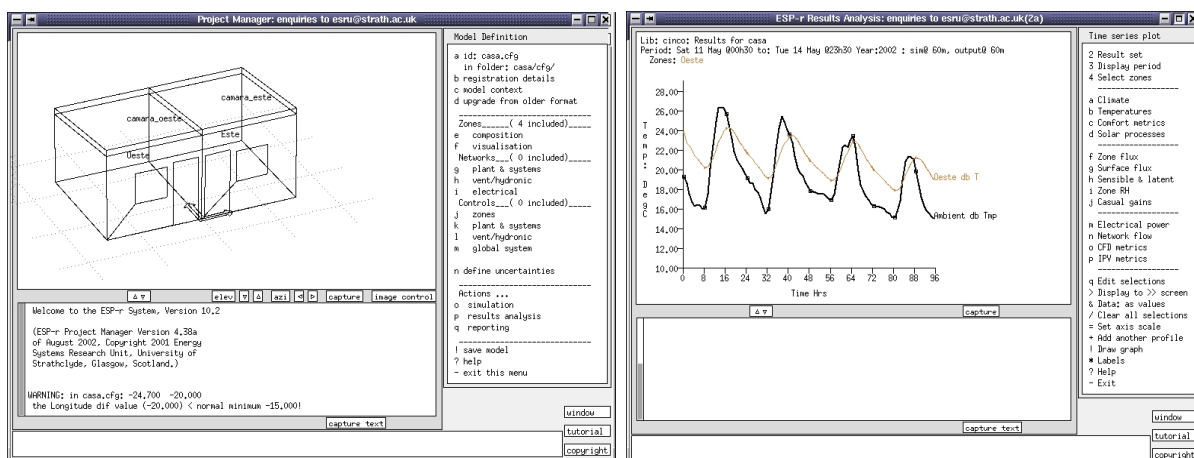 Project Manager: enquiries to esru@strath.ac.uk
camara_este
camara_oeste
Este
Oeste
elev
azi
capture
image control
Welcome to the ESP-r System, Version 10.2
(ESP-r Project Manager Version 4.38a
of August 2002, Copyright 2001 Energy
Systems Research Unit, University of
Strathclyde, Glasgow, Scotland.)
WARNING: in casa.cfg: -24.700 -20.000
the Longitude dif value (-20.000) < normal minimum -15.000!
capture text
Model Definition
a id: casa.cfg
in folder: casa/cfg/
b registration details
c model context
d upgrade from older format
Zones_____( 4 included)_____
e composition
f visualisation
Networks___( 0 included)_____
g plant & systems
h vent/hydronic
i electrical
Controls___( 0 included)_____
j zones
k plant & systems
l vent/hydronic
m global system
n define uncertainties
Actions ...
o simulation
p results analysis
q reporting
! save model
? help
- exit this menu
window
tutorial
copyright
ESP-r Results Analysis: enquiries to esru@strath.ac.uk(Za)
Lib: cinco: Results for casa
Period: Sat 11 May @00h30 to: Tue 14 May @23h30 Year:2002 : sim@ 60m, output@ 60m
Zones: Oeste
28,00
26,00
24,00
22,00
20,00
18,00
16,00
14,00
12,00
10,00
Temp: Deg C
Oeste db T
Ambient db Tmp
0 8 16 24 32 40 48 56 64 72 80 88 96
Time Hrs
capture
capture text
Time series plot
2 Result set
3 Display period
4 Select zones
a Climate
b Temperatures
c Comfort metrics
d Solar processes
f Zone flux
g Surface flux
h Sensible & latent
i Zone RH
j Casual gains
m Electrical power
n Network flow
o CFD metrics
p IPV metrics
q Edit selections
> Display to >> screen
& Data: as values
/ Clear all selections
= Set axis scale
+ Add another profile
! Draw graph
* Labels
? Help
- Exit
window
tutorial
copyright